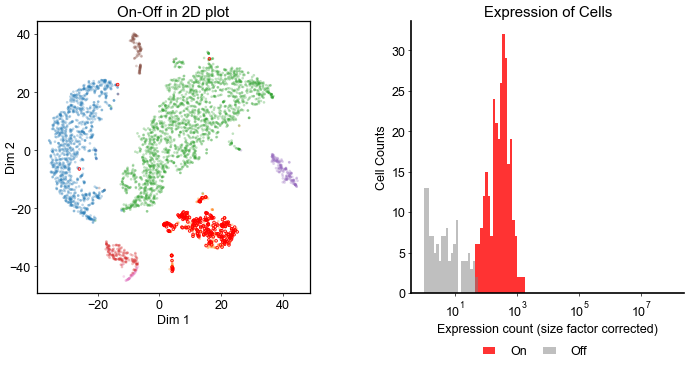 On-Off in 2D plot
Dim 2
40
20
0
−20
−40
−20
0
20
40
Dim 1
Expression of Cells
Cell Counts
30
25
20
15
10
5
0
10^1
10^3
10^5
10^7
Expression count (size factor corrected)
On
Off